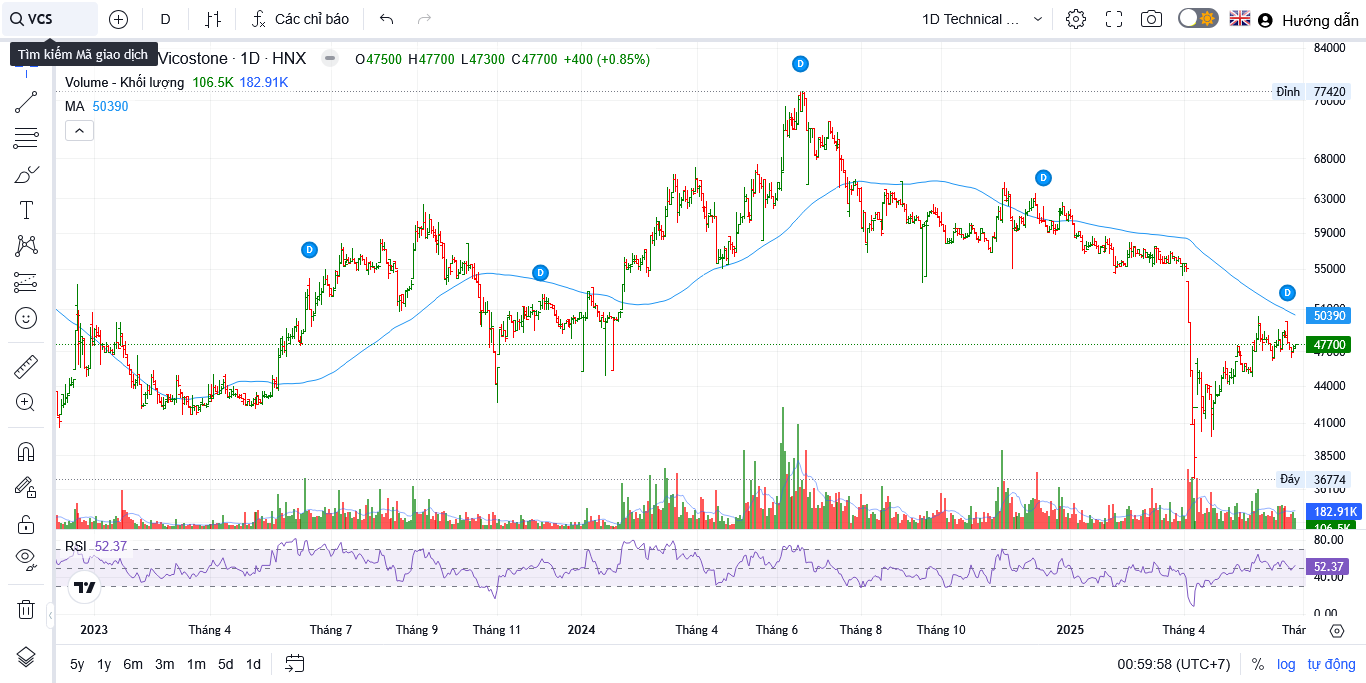 VCS
D
Các chỉ báo
1D Technical ...
Hướng dẫn
Tìm kiếm Mã giao dịch
Vicostone · 1D · HNX
O47500 H47700 L47300 C47700 +400 (+0.85%)
Volume - Khối lượng 106.5K 182.91K
MA 50390
84000
Đỉnh 77420
76000
68000
63000
59000
55000
51000
50390
47700
47000
44000
41000
38500
Đáy 36774
36100
182.91K
106.5K
D
D
D
D
D
RSI 52.37
80.00
52.37
40.00
0.00
2023
Tháng 4
Tháng 7
Tháng 9
Tháng 11
2024
Tháng 4
Tháng 6
Tháng 8
Tháng 10
2025
Tháng 4
Thár
5y 1y 6m 3m 1m 5d 1d
00:59:58 (UTC+7)
%
log
tự động